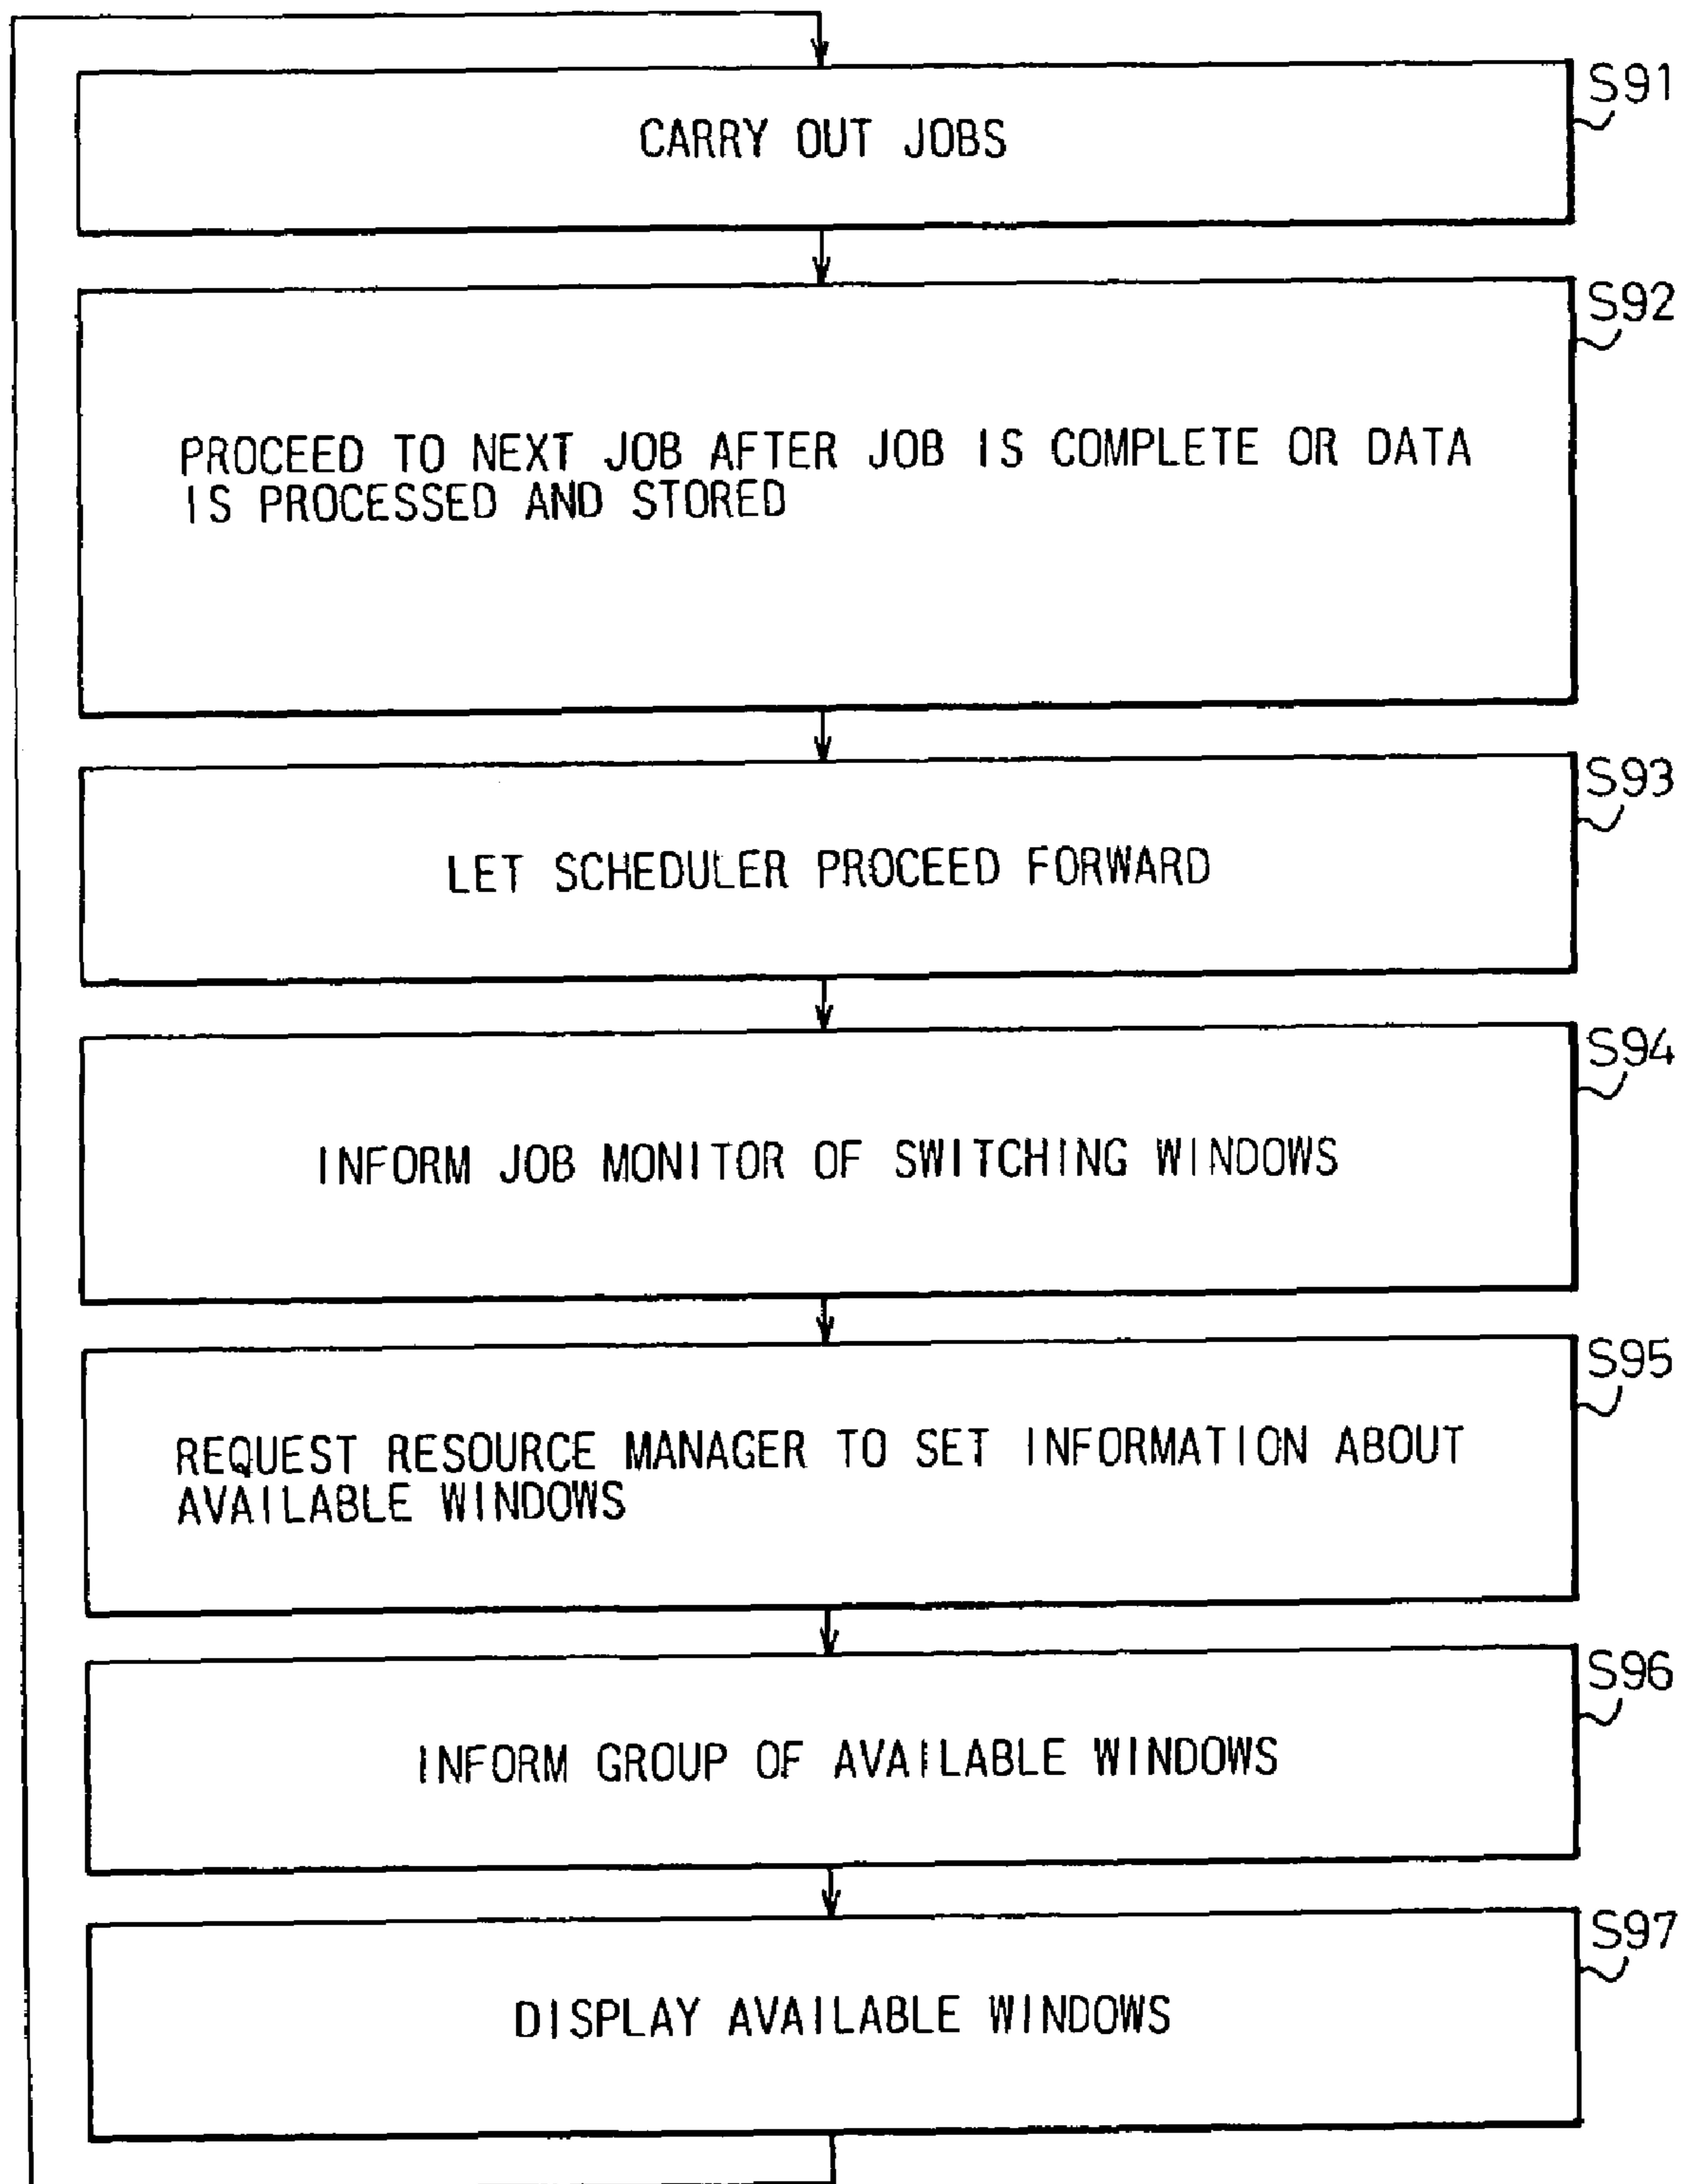 S91
CARRY OUT JOBS
S92
PROCEED TO NEXT JOB AFTER JOB IS COMPLETE OR DATA
IS PROCESSED AND STORED
S93
LET SCHEDULER PROCEED FORWARD
S94
INFORM JOB MONITOR OF SWITCHING WINDOWS
S95
REQUEST RESOURCE MANAGER TO SET INFORMATION ABOUT
AVAILABLE WINDOWS
S96
INFORM GROUP OF AVAILABLE WINDOWS
S97
DISPLAY AVAILABLE WINDOWS